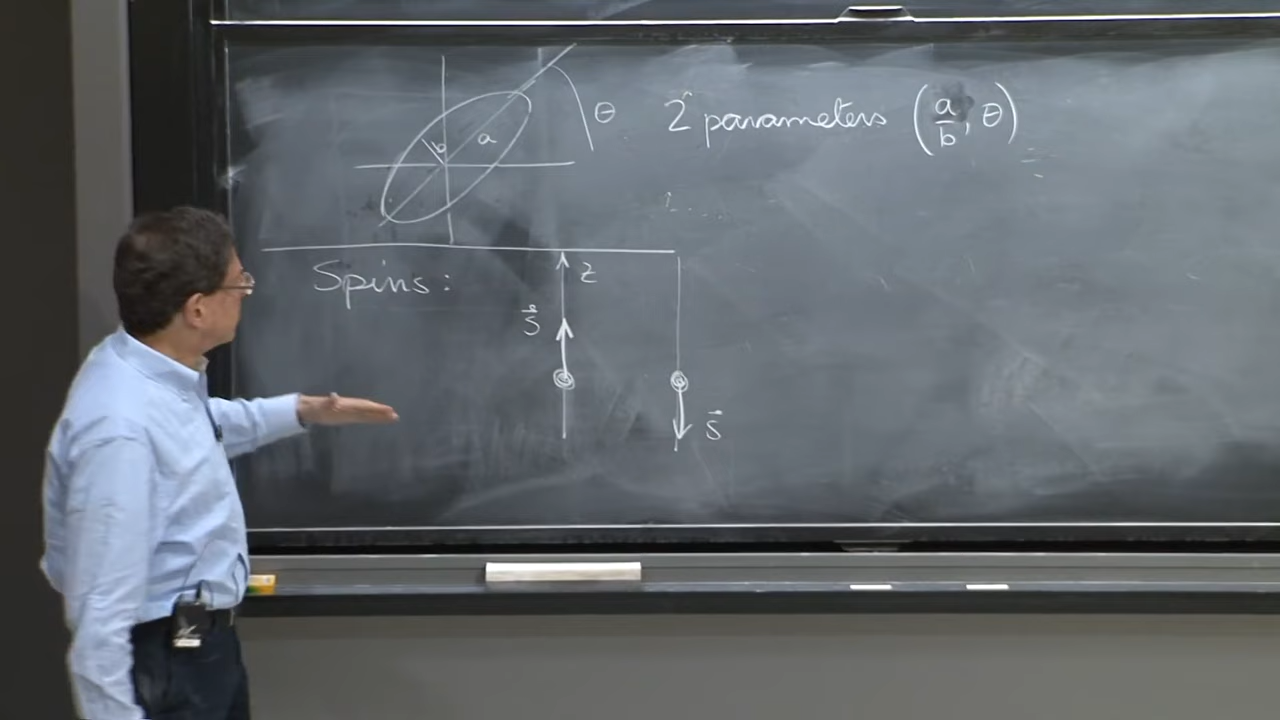 θ 2 parameters (a/b, θ)
b a
Spins:
z
S⃗
S⃗